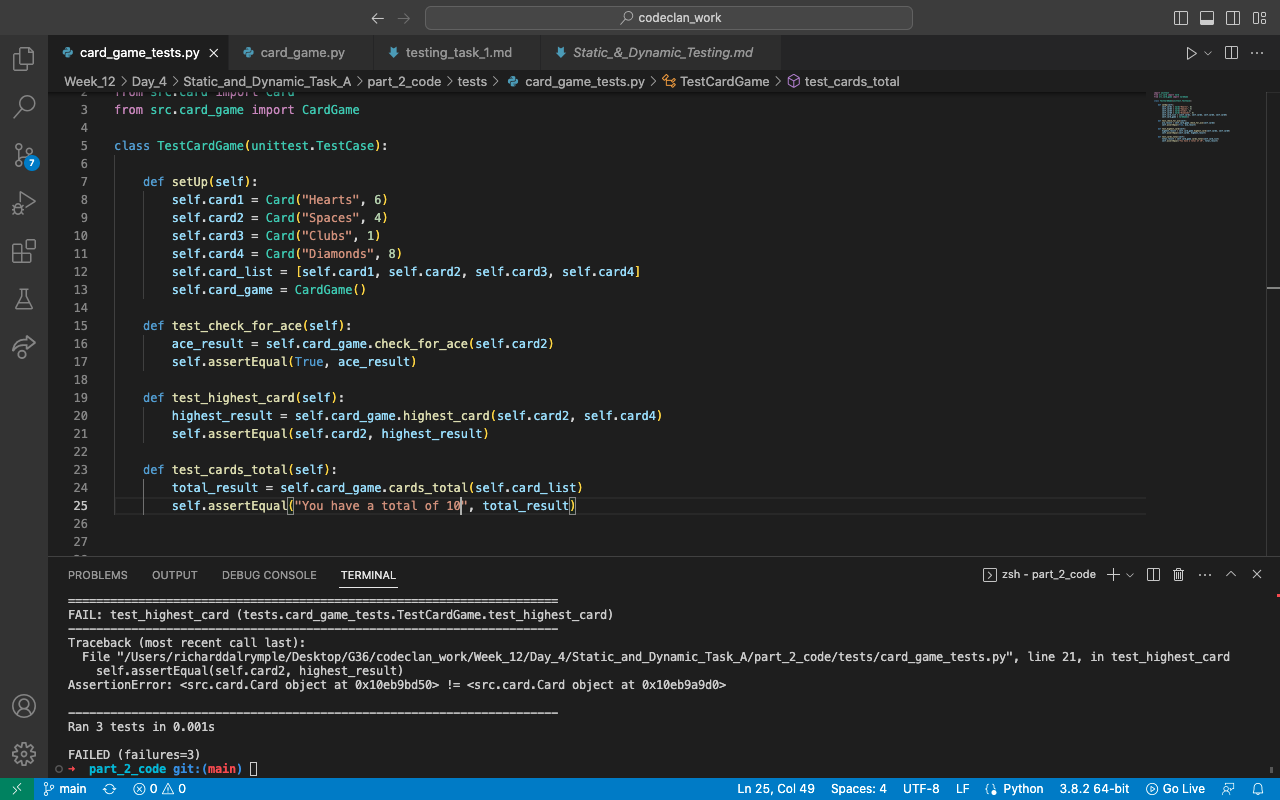 codeclan_work
card_game_tests.py
card_game.py
testing_task_1.md
Static_&_Dynamic_Testing.md
Week_12 > Day_4 > Static_and_Dynamic_Task_A > part_2_code > tests > card_game_tests.py > TestCardGame > test_cards_total
2 from src.card import Card
3 from src.card_game import CardGame
4
5 class TestCardGame(unittest.TestCase):
6
7 def setUp(self):
8 self.card1 = Card("Hearts", 6)
9 self.card2 = Card("Spaces", 4)
10 self.card3 = Card("Clubs", 1)
11 self.card4 = Card("Diamonds", 8)
12 self.card_list = [self.card1, self.card2, self.card3, self.card4]
13 self.card_game = CardGame()
14
15 def test_check_for_ace(self):
16 ace_result = self.card_game.check_for_ace(self.card2)
17 self.assertEqual(True, ace_result)
18
19 def test_highest_card(self):
20 highest_result = self.card_game.highest_card(self.card2, self.card4)
21 self.assertEqual(self.card2, highest_result)
22
23 def test_cards_total(self):
24 total_result = self.card_game.cards_total(self.card_list)
25 self.assertEqual("You have a total of 10", total_result)
26
27
7
PROBLEMS OUTPUT DEBUG CONSOLE TERMINAL
zsh - part_2_code
======================================================================
FAIL: test_highest_card (tests.card_game_tests.TestCardGame.test_highest_card)
----------------------------------------------------------------------
Traceback (most recent call last):
File "/Users/richarddalrymple/Desktop/G36/codeclan_work/Week_12/Day_4/Static_and_Dynamic_Task_A/part_2_code/tests/card_game_tests.py", line 21, in test_highest_card
self.assertEqual(self.card2, highest_result)
AssertionError: <src.card.Card object at 0x10eb9bd50> != <src.card.Card object at 0x10eb9a9d0>
----------------------------------------------------------------------
Ran 3 tests in 0.001s
FAILED (failures=3)
→ part_2_code git:(main)
main 0 0 Ln 25, Col 49 Spaces: 4 UTF-8 LF Python 3.8.2 64-bit Go Live